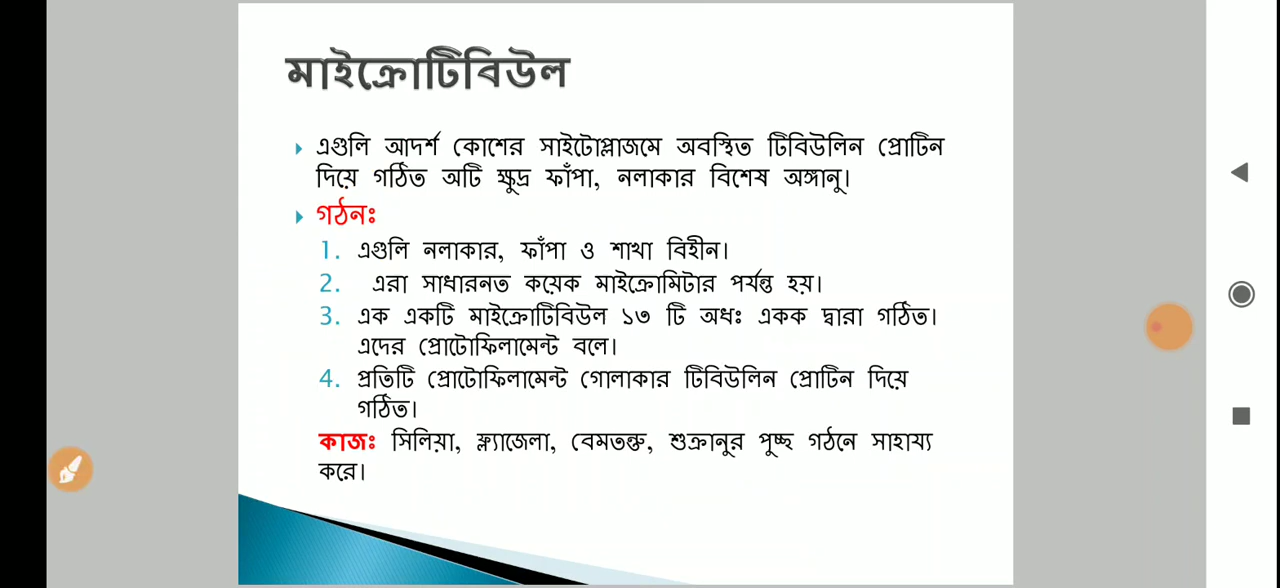 মাইক্রোটিবিউল
এগুলি আদর্শ কোশের সাইটোপ্লাজমে অবস্থিত টিবিউলিন প্রোটিন
দিয়ে গঠিত অটি ক্ষুদ্র ফাঁপা, নলাকার বিশেষ অঙ্গানু।
গঠনঃ
1. এগুলি নলাকার, ফাঁপা ও শাখা বিহীন।
2. এরা সাধারনত কয়েক মাইক্রোমিটার পর্যন্ত হয়।
3. এক একটি মাইক্রোটিবিউল ১৩ টি অধঃ একক দ্বারা গঠিত।
এদের প্রোটোফিলামেন্ট বলে।
4. প্রতিটি প্রোটোফিলামেন্ট গোলাকার টিবিউলিন প্রোটিন দিয়ে
গঠিত।
কাজঃ সিলিয়া, ফ্ল্যাজেলা, বেমতন্তু, শুক্রানুর পুচ্ছ গঠনে সাহায্য
করে।